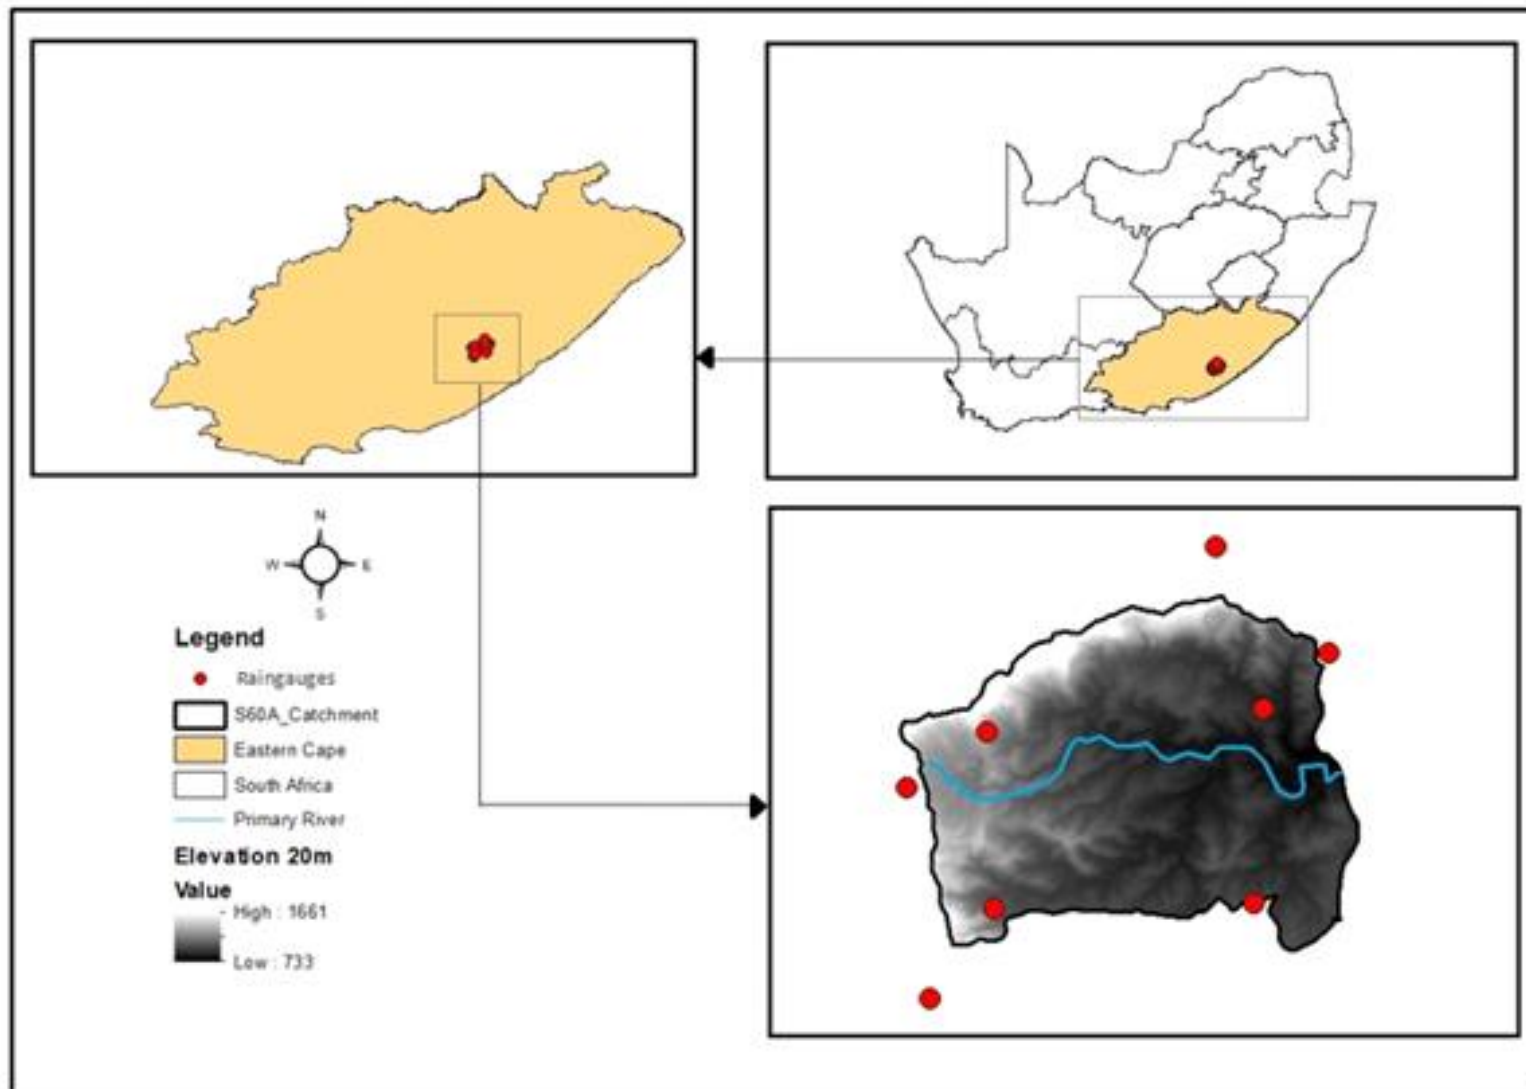 N
W E
S
Legend
Raingauges
S60A_Catchment
Eastern Cape
South Africa
Primary River
Elevation 20m
Value
High : 1661
Low : 733